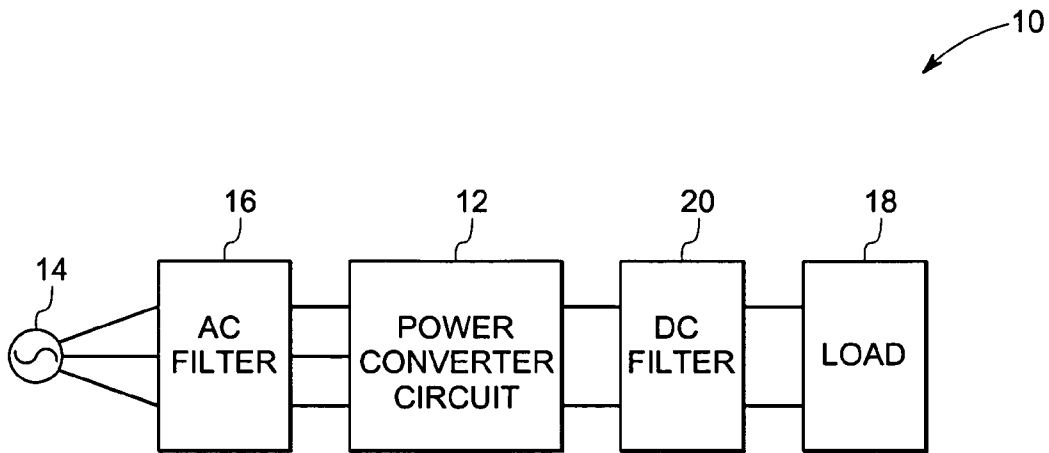 10
16
12
20
18
14
AC
FILTER
POWER
CONVERTER
CIRCUIT
DC
FILTER
LOAD